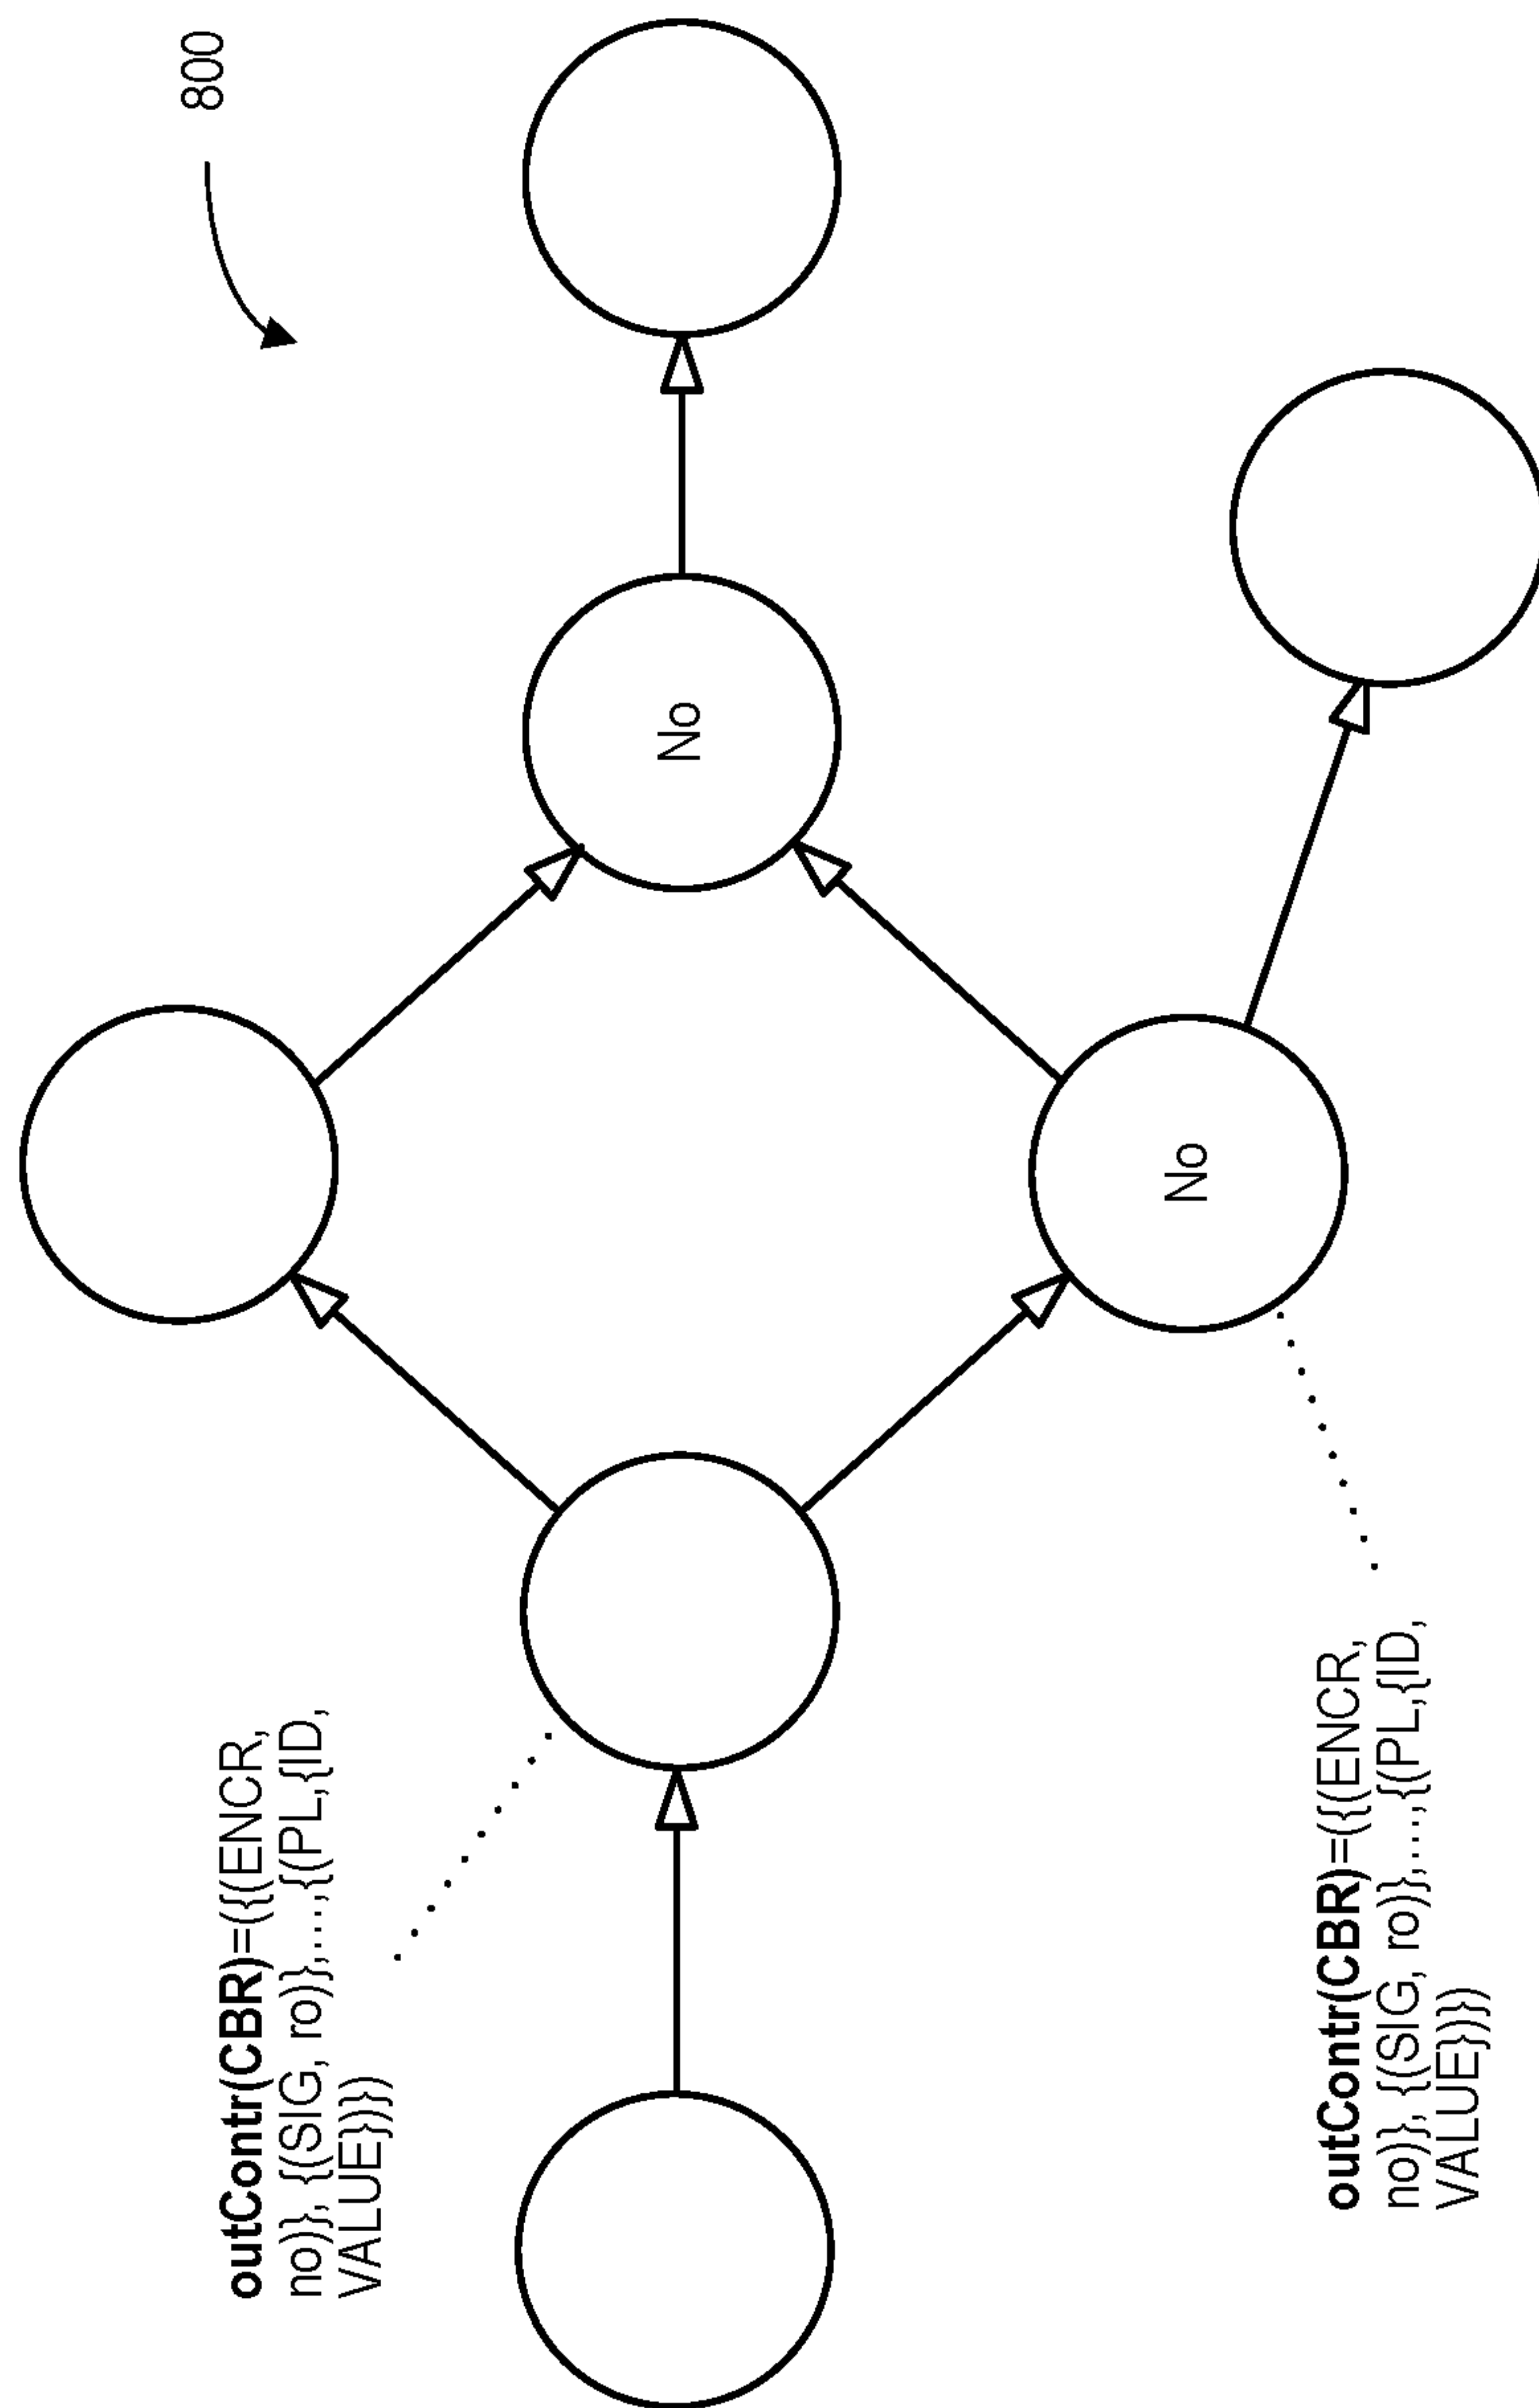 800
outContr(CBR)=({(ENCR,
no)}, {(SIG, ro)},...,{(PL,{ID,
VALUE})})
No
No
outContr(CBR)=({(ENCR,
no)}, {(SIG, ro)},...,{(PL,{ID,
VALUE})})